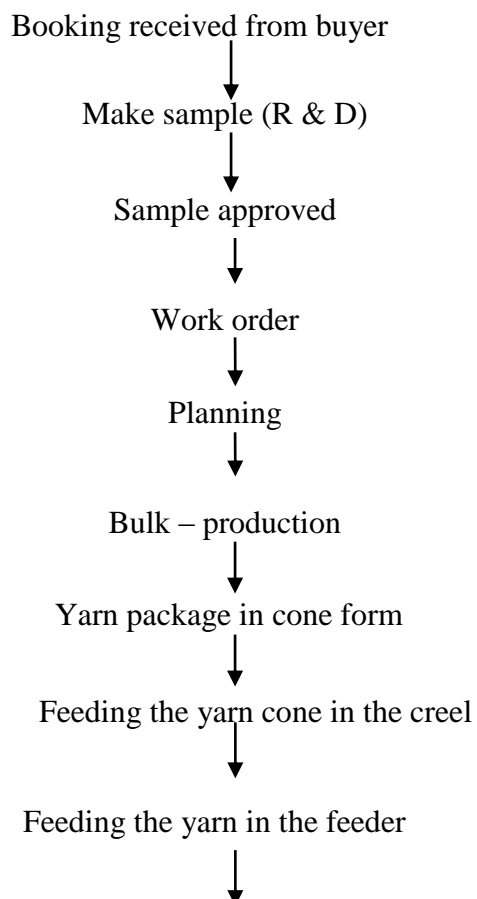 Booking received from buyer
Make sample (R & D)
Sample approved
Work order
Planning
Bulk – production
Yarn package in cone form
Feeding the yarn cone in the creel
Feeding the yarn in the feeder